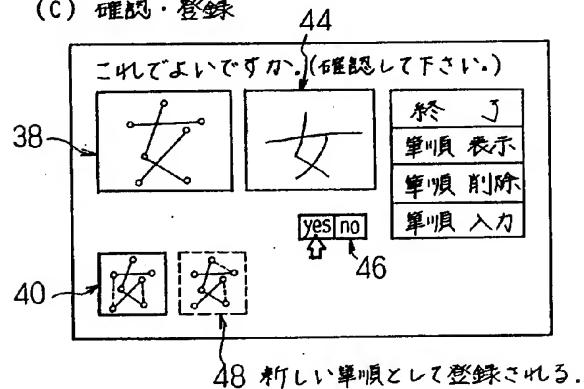 (C) 確認・登録
44
これでよいですか。(確認して下さい。)
女
終 了
筆順 表示
筆順 削除
筆順 入力
38
yes no
46
40
48 新しい筆順として登録される.